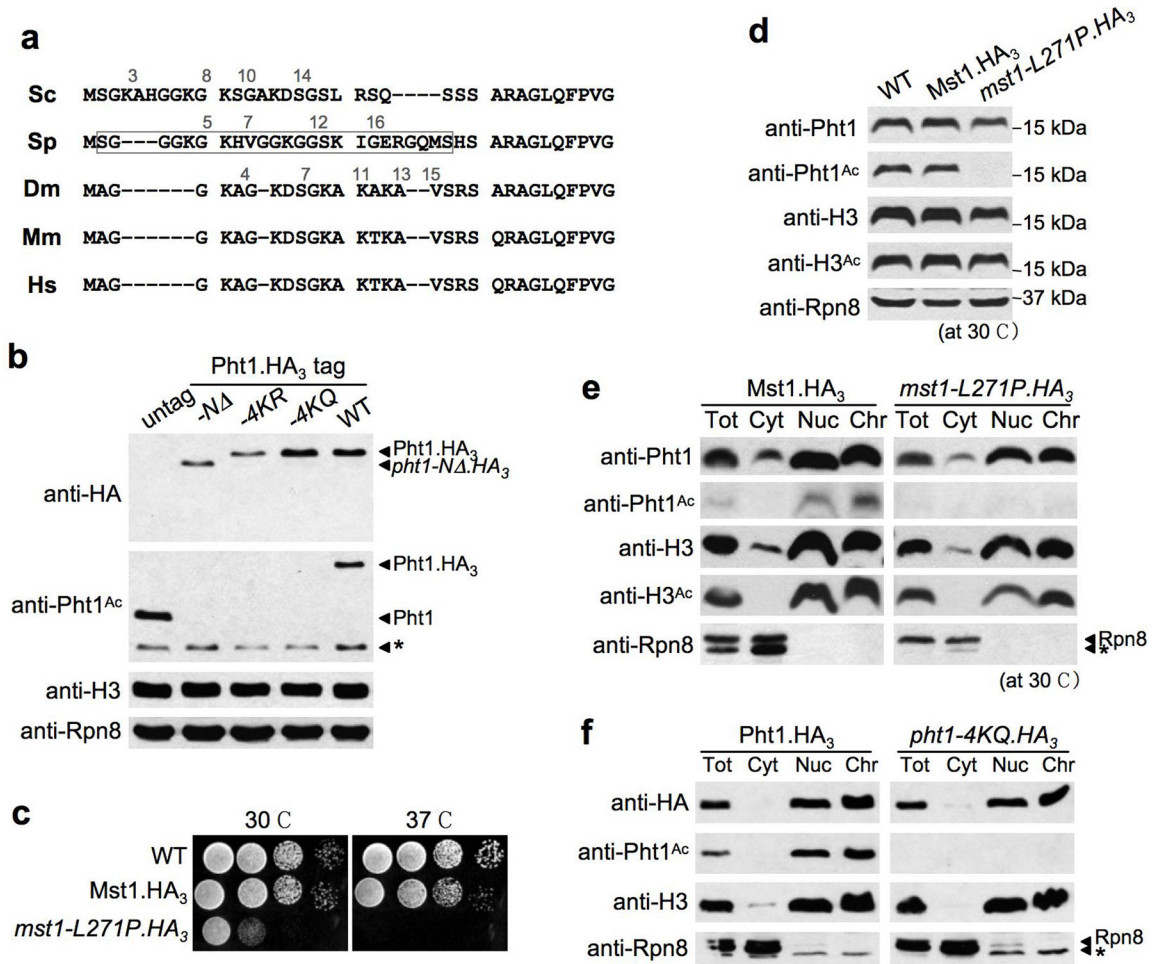 a
3 8 10 14
Sc MSGKAHGGKG KSGAKDSGSL RSQ----SSS ARAGLQFPVG
5 7 12 16
Sp MSG---GGKG KHVGGKGGSK IGERGQMSHS ARAGLQFPVG
4 7 11 13 15
Dm MAG------G KAG-KDSGKA KAKA--VSRS ARAGLQFPVG
Mm MAG------G KAG-KDSGKA KTKA--VSRS QRAGLQFPVG
Hs MAG------G KAG-KDSGKA KTKA--VSRS QRAGLQFPVG
b
Pht1.HA3 tag
untag -NΔ -4KR -4KQ WT
anti-HA
Pht1.HA3
pht1-NΔ.HA3
anti-Pht1Ac
Pht1.HA3
Pht1
*
anti-H3
anti-Rpn8
c
30 C 37 C
WT
Mst1.HA3
mst1-L271P.HA3
d
WT Mst1.HA3 mst1-L271P.HA3
anti-Pht1 -15 kDa
anti-Pht1Ac -15 kDa
anti-H3 -15 kDa
anti-H3Ac -15 kDa
anti-Rpn8 -37 kDa
(at 30 C)
e
Mst1.HA3 mst1-L271P.HA3
Tot Cyt Nuc Chr Tot Cyt Nuc Chr
anti-Pht1
anti-Pht1Ac
anti-H3
anti-H3Ac
anti-Rpn8 Rpn8
*
(at 30 C)
f
Pht1.HA3 pht1-4KQ.HA3
Tot Cyt Nuc Chr Tot Cyt Nuc Chr
anti-HA
anti-Pht1Ac
anti-H3
anti-Rpn8 Rpn8
*